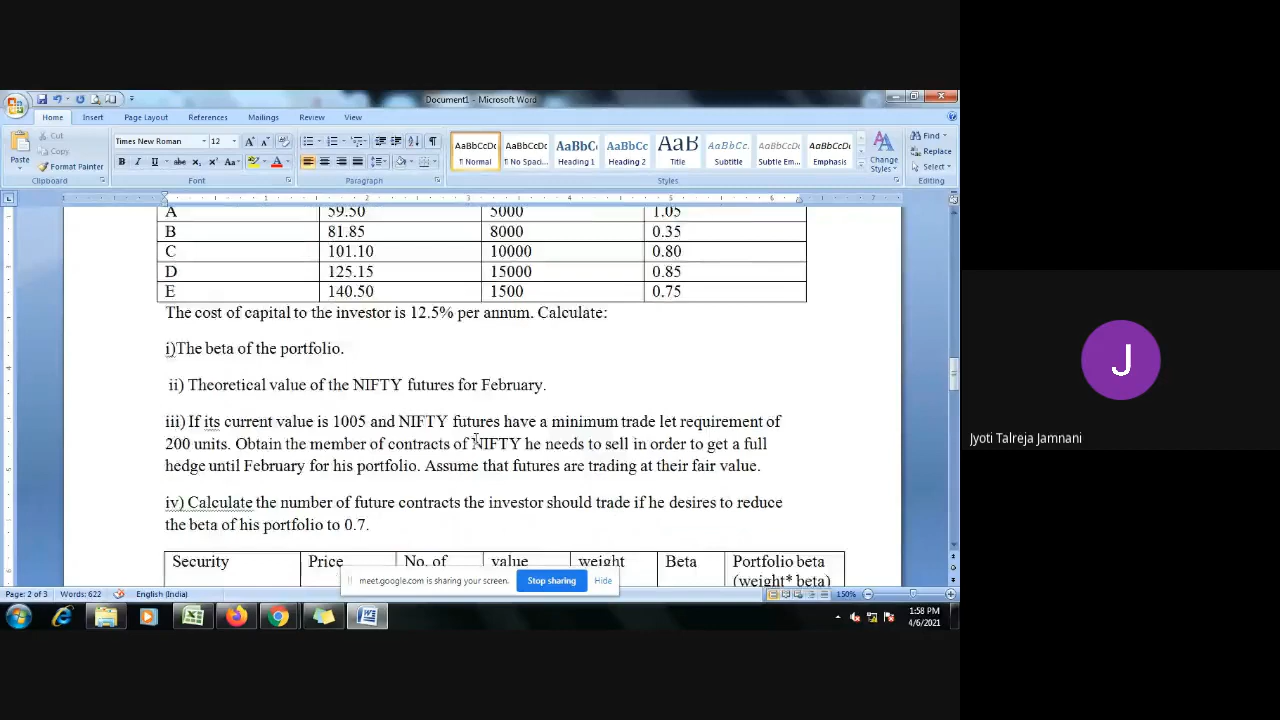 Document1 - Microsoft Word
Home Insert Page Layout References Mailings Review View
Paste
Cut
Copy
Format Painter
Clipboard
Times New Roman 12
Font
Paragraph
AaBbCcDc AaBbCcDc AaBbC AaBbCc AaB AaBbCc. AaBbCcDc AaBbCcDc
¶ Normal ¶ No Spaci... Heading 1 Heading 2 Title Subtitle Subtle Em... Emphasis
Styles
Change Styles
Find
Replace
Select
Editing
A 59.50 5000 1.05
B 81.85 8000 0.35
C 101.10 10000 0.80
D 125.15 15000 0.85
E 140.50 1500 0.75
The cost of capital to the investor is 12.5% per annum. Calculate:
i)The beta of the portfolio.
ii) Theoretical value of the NIFTY futures for February.
iii) If its current value is 1005 and NIFTY futures have a minimum trade let requirement of
200 units. Obtain the member of contracts of NIFTY he needs to sell in order to get a full
hedge until February for his portfolio. Assume that futures are trading at their fair value.
iv) Calculate the number of future contracts the investor should trade if he desires to reduce
the beta of his portfolio to 0.7.
Security Price No. of value weight Beta Portfolio beta
(weight* beta)
meet.google.com is sharing your screen. Stop sharing Hide
Page: 2 of 3 Words: 622 English (India) 150%
1:58 PM
4/6/2021
J
Jyoti Talreja Jamnani